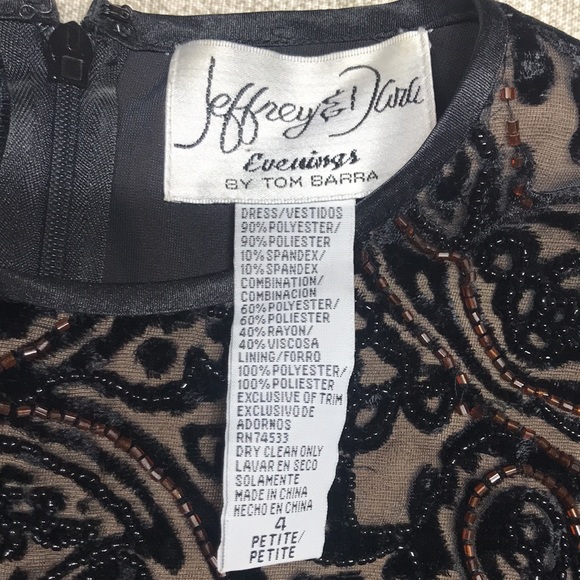 Jeffrey & Dara
Evenings
BY TOM BARRA
DRESS/VESTIDOS
90% POLYESTER/
90% POLIESTER
10% SPANDEX/
10% SPANDEX
COMBINATION/
COMBINACIÓN
60% POLYESTER/
60% POLIESTER
40% RAYON/
40% VISCOSA
LINING/FORRO
100% POLYESTER/
100% POLIESTER
EXCLUSIVE OF TRIM
EXCLUSIVO DE
ADORNOS
RN74533
DRY CLEAN ONLY
LAVAR EN SECO
SOLAMENTE
MADE IN CHINA
HECHO EN CHINA
4
PETITE/
PETITE